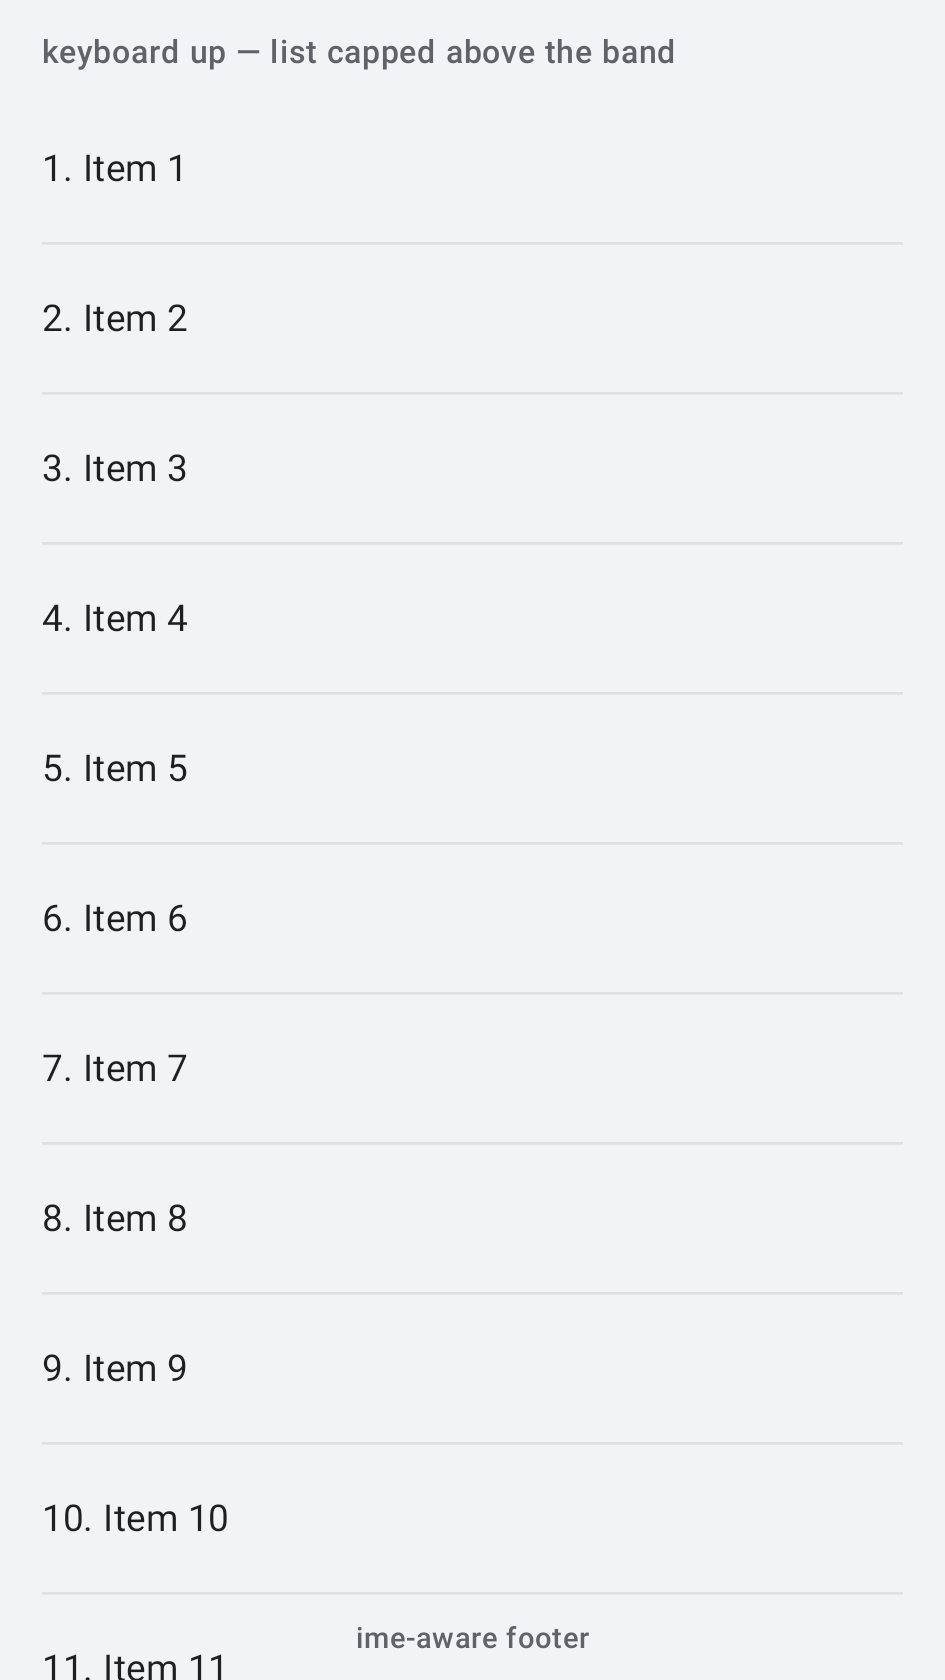 keyboard up — list capped above the band
1. Item 1
2. Item 2
3. Item 3
4. Item 4
5. Item 5
6. Item 6
7. Item 7
8. Item 8
9. Item 9
10. Item 10
ime-aware footer
11. Item 11